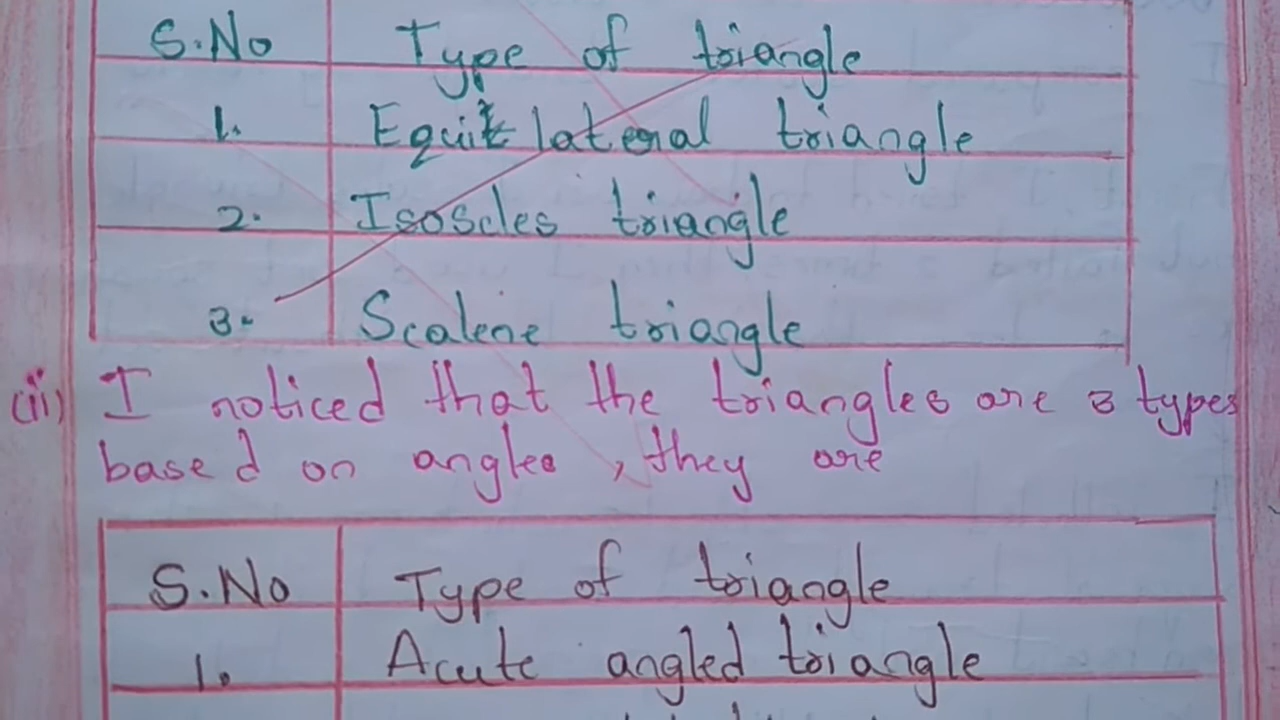 S.No Type of triangle
1. Equilateral triangle
2. Isoscles triangle
3. Scalene triangle
(ii) I noticed that the triangles are 3 types
based on angles, they are
S.No Type of triangle
1. Acute angled triangle